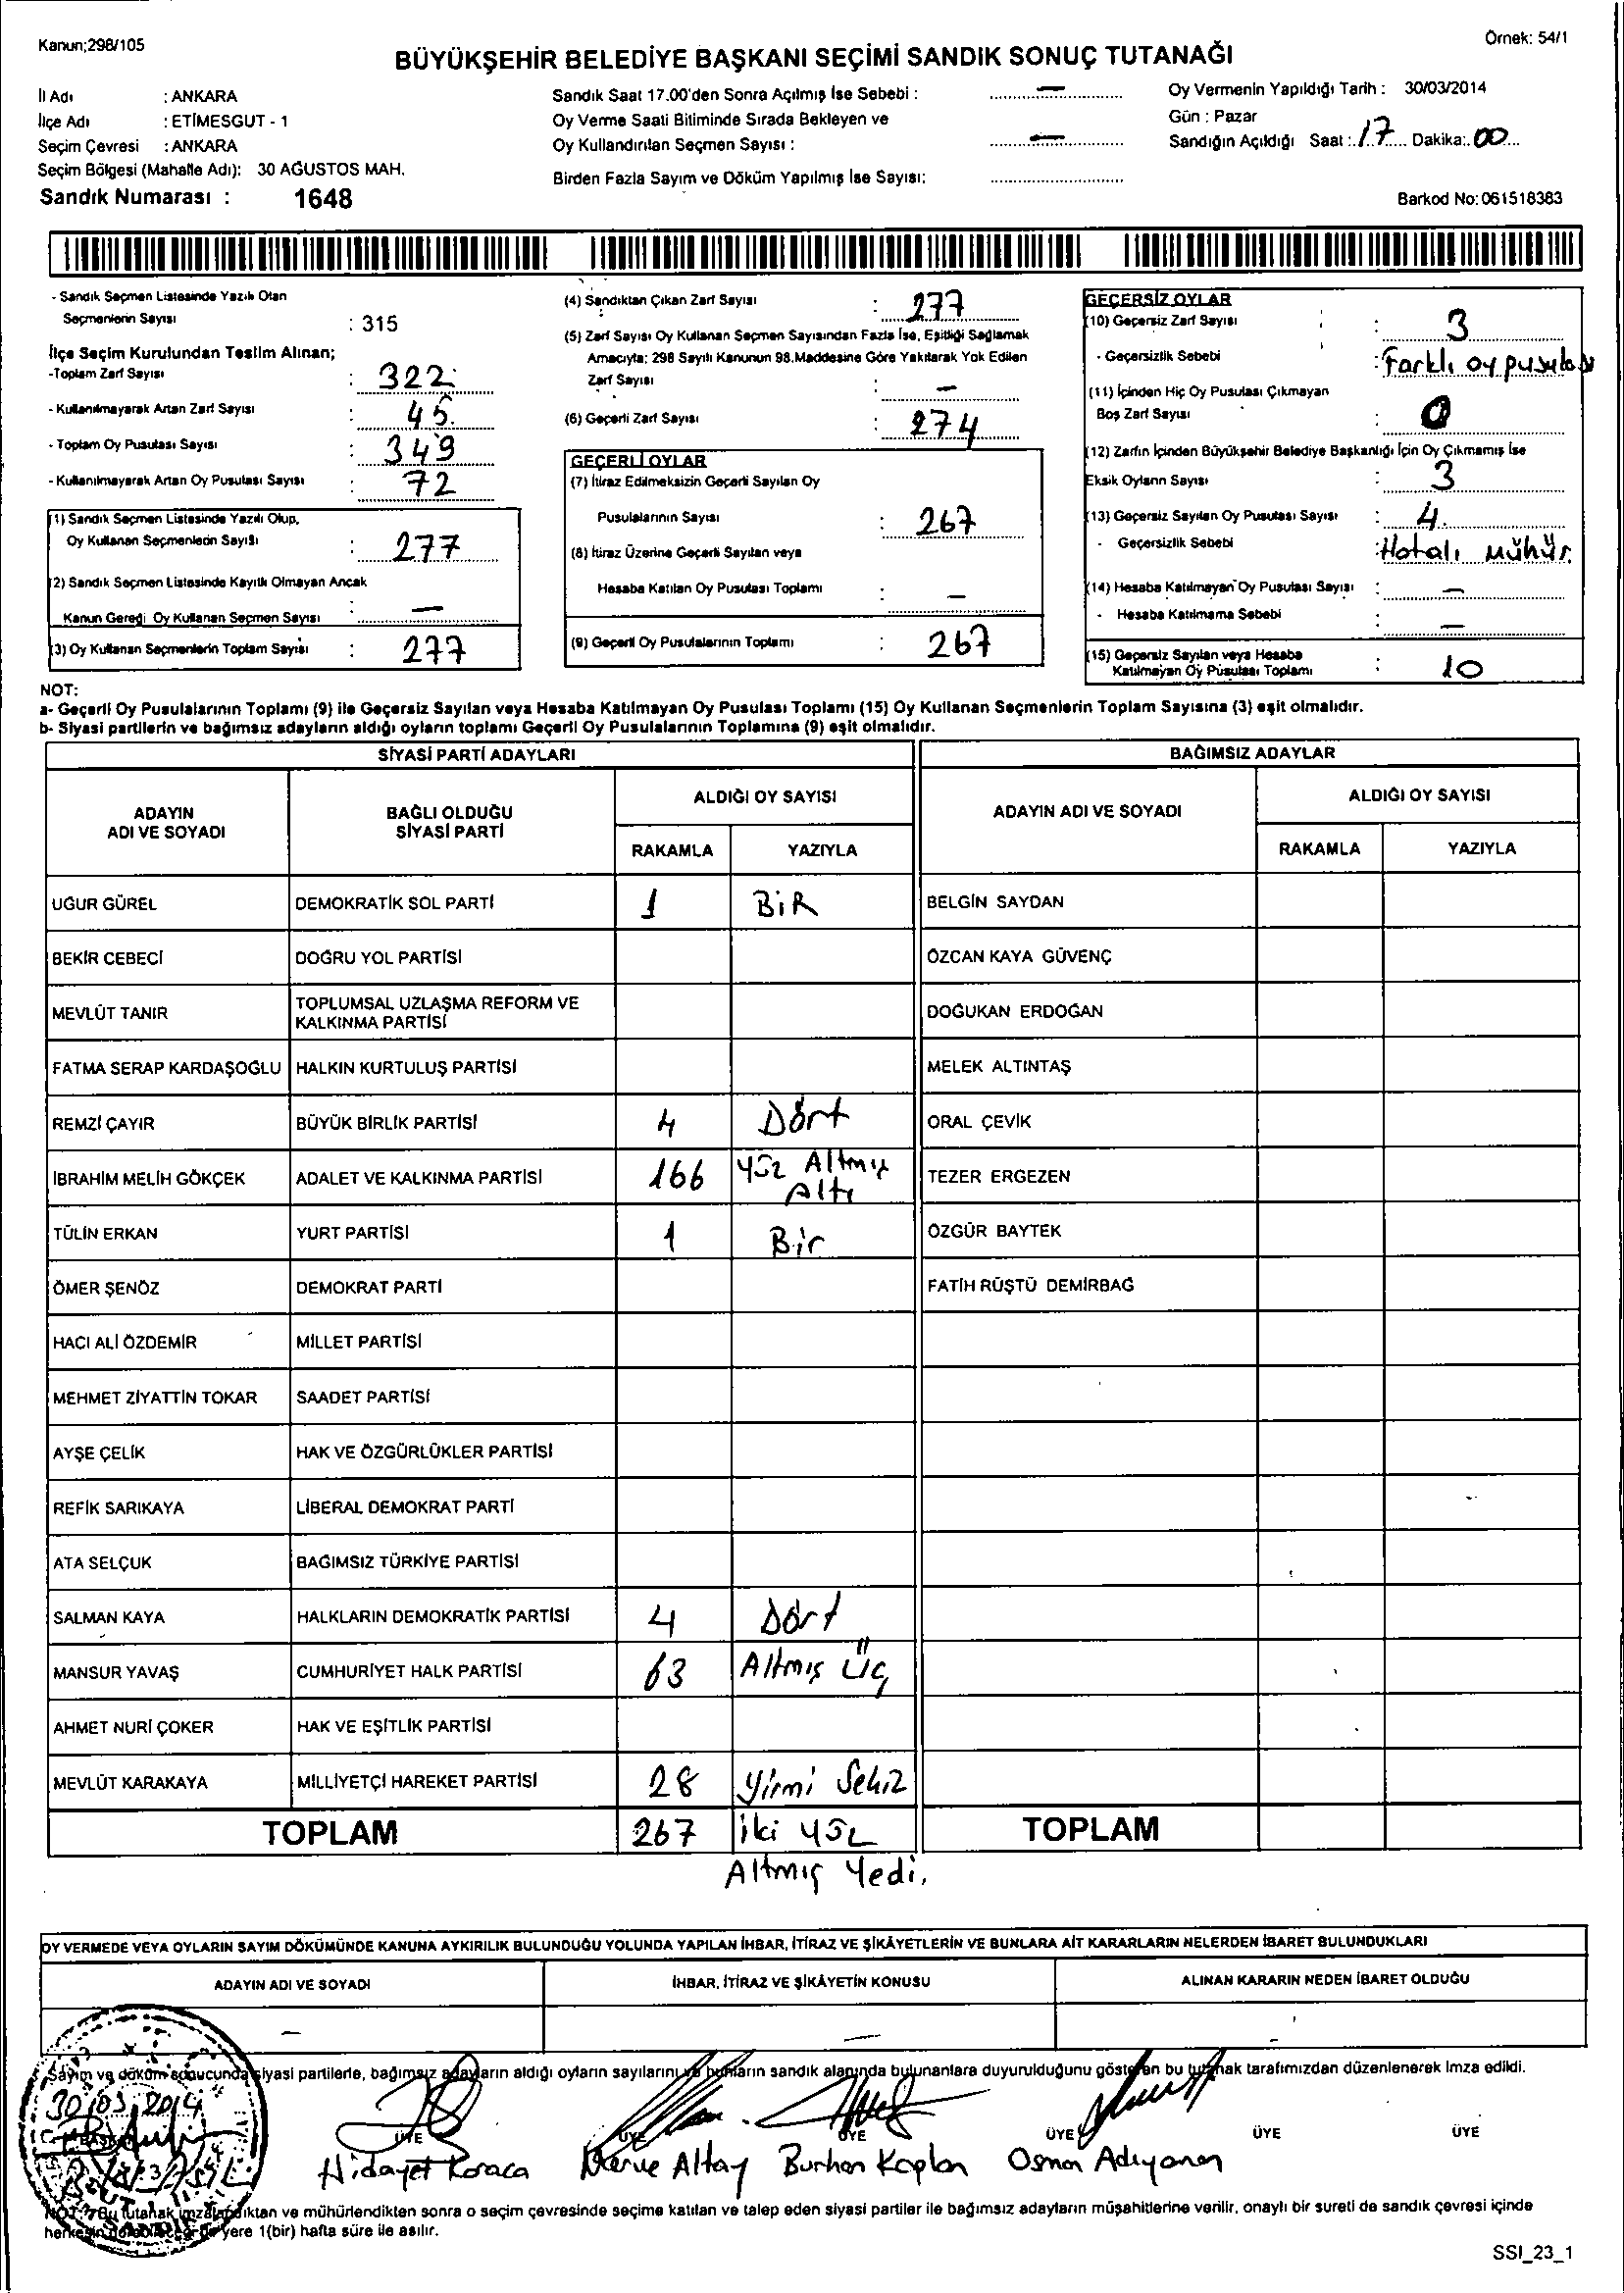 Kanun;298/105
Örnek: 54/1
BÜYÜKŞEHİR BELEDİYE BAŞKANI SEÇİMİ SANDIK SONUÇ TUTANAĞI
İl Adı : ANKARA
İlçe Adı : ETİMESGUT - 1
Seçim Çevresi : ANKARA
Seçim Bölgesi (Mahalle Adı): 30 AĞUSTOS MAH.
Sandık Numarası : 1648
Sandık Saat 17.00'den Sonra Açılmış İse Sebebi : —
Oy Verme Saati Bitiminde Sırada Bekleyen ve
Oy Kullandırılan Seçmen Sayısı : —
Birden Fazla Sayım ve Döküm Yapılmış İse Sayısı:
Oy Vermenin Yapıldığı Tarih : 30/03/2014
Gün : Pazar
Sandığın Açıldığı Saat : 17 Dakika: 00
Barkod No: 061518383
- Sandık Seçmen Listesinde Yazılı Olan
Seçmenlerin Sayısı : 315
İlçe Seçim Kurulundan Teslim Alınan;
-Toplam Zarf Sayısı : 322
- Kullanılmayarak Artan Zarf Sayısı : 45
- Toplam Oy Pusulası Sayısı : 349
- Kullanılmayarak Artan Oy Pusulası Sayısı : 72
(1) Sandık Seçmen Listesinde Yazılı Olup,
Oy Kullanan Seçmenlerin Sayısı : 277
(2) Sandık Seçmen Listesinde Kayıtlı Olmayan Ancak
Kanun Gereği Oy Kullanan Seçmen Sayısı : —
(3) Oy Kullanan Seçmenlerin Toplam Sayısı : 277
(4) Sandıktan Çıkan Zarf Sayısı : 277
(5) Zarf Sayısı Oy Kullanan Seçmen Sayısından Fazla İse, Eşitliği Sağlamak
Amacıyla; 298 Sayılı Kanunun 98.Maddesine Göre Yakılarak Yok Edilen
Zarf Sayısı : —
(6) Geçerli Zarf Sayısı : 274
GEÇERLİ OYLAR
(7) İtiraz Edilmeksizin Geçerli Sayılan Oy
Pusulalarının Sayısı : 267
(8) İtiraz Üzerine Geçerli Sayılan veya
Hesaba Katılan Oy Pusulası Toplamı : —
(9) Geçerli Oy Pusulalarının Toplamı : 267
GEÇERSİZ OYLAR
(10) Geçersiz Zarf Sayısı : 3
- Geçersizlik Sebebi : Farklı oy pusulası
(11) İçinden Hiç Oy Pusulası Çıkmayan
Boş Zarf Sayısı : 0
(12) Zarfın İçinden Büyükşehir Belediye Başkanlığı İçin Oy Çıkmamış İse
Eksik Oyların Sayısı : 3
(13) Geçersiz Sayılan Oy Pusulası Sayısı : 4
- Geçersizlik Sebebi : Hatalı Mühür.
(14) Hesaba Katılmayan Oy Pusulası Sayısı : —
- Hesaba Katılmama Sebebi : —
(15) Geçersiz Sayılan veya Hesaba
Katılmayan Oy Pusulası Toplamı : 10
NOT:
a- Geçerli Oy Pusulalarının Toplamı (9) ile Geçersiz Sayılan veya Hesaba Katılmayan Oy Pusulası Toplamı (15) Oy Kullanan Seçmenlerin Toplam Sayısına (3) eşit olmalıdır.
b- Siyasi partilerin ve bağımsız adayların aldığı oyların toplamı Geçerli Oy Pusulalarının Toplamına (9) eşit olmalıdır.
SİYASİ PARTİ ADAYLARI BAĞIMSIZ ADAYLAR
ADAYIN
ADI VE SOYADI
BAĞLI OLDUĞU
SİYASİ PARTİ
ALDIĞI OY SAYISI
RAKAMLA YAZIYLA
ADAYIN ADI VE SOYADI
ALDIĞI OY SAYISI
RAKAMLA YAZIYLA
UĞUR GÜREL DEMOKRATİK SOL PARTİ 1 BiR BELGİN SAYDAN
BEKİR CEBECİ DOĞRU YOL PARTİSİ ÖZCAN KAYA GÜVENÇ
MEVLÜT TANIR TOPLUMSAL UZLAŞMA REFORM VE
KALKINMA PARTİSİ DOĞUKAN ERDOĞAN
FATMA SERAP KARDAŞOĞLU HALKIN KURTULUŞ PARTİSİ MELEK ALTINTAŞ
REMZİ ÇAYIR BÜYÜK BİRLİK PARTİSİ 4 Dört ORAL ÇEVİK
İBRAHİM MELİH GÖKÇEK ADALET VE KALKINMA PARTİSİ 166 Yüz Altmış
Altı TEZER ERGEZEN
TÜLİN ERKAN YURT PARTİSİ 1 Bir ÖZGÜR BAYTEK
ÖMER ŞENÖZ DEMOKRAT PARTİ FATİH RÜŞTÜ DEMİRBAĞ
HACI ALİ ÖZDEMİR MİLLET PARTİSİ
MEHMET ZİYATTİN TOKAR SAADET PARTİSİ
AYŞE ÇELİK HAK VE ÖZGÜRLÜKLER PARTİSİ
REFİK SARIKAYA LİBERAL DEMOKRAT PARTİ
ATA SELÇUK BAĞIMSIZ TÜRKİYE PARTİSİ
SALMAN KAYA HALKLARIN DEMOKRATİK PARTİSİ 4 Dört
MANSUR YAVAŞ CUMHURİYET HALK PARTİSİ 63 Altmış Üç
AHMET NURİ ÇOKER HAK VE EŞİTLİK PARTİSİ
MEVLÜT KARAKAYA MİLLİYETÇİ HAREKET PARTİSİ 28 Yirmi Sekiz
TOPLAM 267 iki Yüz
Altmış Yedi. TOPLAM
OY VERMEDE VEYA OYLARIN SAYIM DÖKÜMÜNDE KANUNA AYKIRILIK BULUNDUĞU YOLUNDA YAPILAN İHBAR, İTİRAZ VE ŞİKÂYETLERİN VE BUNLARA AİT KARARLARIN NELERDEN İBARET BULUNDUKLARI
ADAYIN ADI VE SOYADI İHBAR, İTİRAZ VE ŞİKÂYETİN KONUSU ALINAN KARARIN NEDEN İBARET OLDUĞU
— — —
Sayım ve döküm sonucunda siyasi partilerle, bağımsız adayların aldığı oyların sayılarını ve bunların sandık alanında bulunanlara duyurulduğunu gösteren bu tutanak tarafımızdan düzenlenerek imza edildi.
30/03/2014
BAŞKAN ÜYE ÜYE ÜYE ÜYE ÜYE ÜYE
Hidayet Karaca Merve Altay Burhan Kaplan Osman Adıyaman
SANDIK
NOT: Bu tutanak imzalandıktan ve mühürlendikten sonra o seçim çevresinde seçime katılan ve talep eden siyasi partiler ile bağımsız adayların müşahitlerine verilir, onaylı bir sureti de sandık çevresi içinde
herkesin görebileceği bir yere 1(bir) hafta süre ile asılır.
SSI_23_1